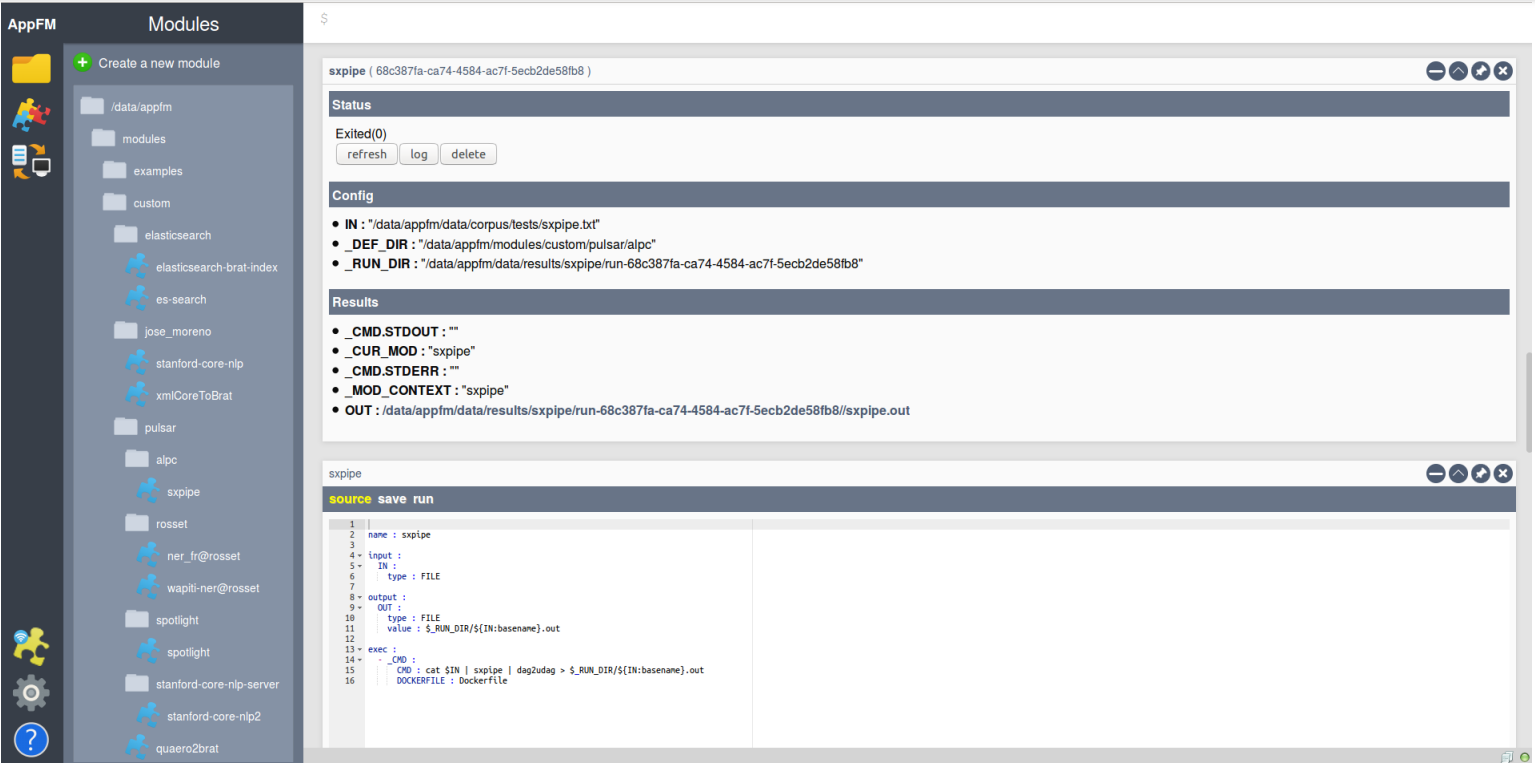 AppFM
Modules
$
Create a new module
/data/appfm
modules
examples
custom
elasticsearch
elasticsearch-brat-index
es-search
jose_moreno
stanford-core-nlp
xmlCoreToBrat
pulsar
alpc
sxpipe
rosset
ner_fr@rosset
wapiti-ner@rosset
spotlight
spotlight
stanford-core-nlp-server
stanford-core-nlp2
quaero2brat
sxpipe ( 68c387fa-ca74-4584-ac7f-5ecb2de58fb8 )
Status
Exited(0)
refresh log delete
Config
• IN : "/data/appfm/data/corpus/tests/sxpipe.txt"
• _DEF_DIR : "/data/appfm/modules/custom/pulsar/alpc"
• _RUN_DIR : "/data/appfm/data/results/sxpipe/run-68c387fa-ca74-4584-ac7f-5ecb2de58fb8"
Results
• _CMD.STDOUT : ""
• _CUR_MOD : "sxpipe"
• _CMD.STDERR : ""
• _MOD_CONTEXT : "sxpipe"
• OUT : /data/appfm/data/results/sxpipe/run-68c387fa-ca74-4584-ac7f-5ecb2de58fb8//sxpipe.out
sxpipe
source save run
1
2 name : sxpipe
3
4 input :
5 IN :
6 type : FILE
7
8 output :
9 OUT :
10 type : FILE
11 value : $_RUN_DIR/${IN:basename}.out
12
13 exec :
14 - _CMD :
15 CMD : cat $IN | sxpipe | dag2udag > $_RUN_DIR/${IN:basename}.out
16 DOCKERFILE : Dockerfile
?